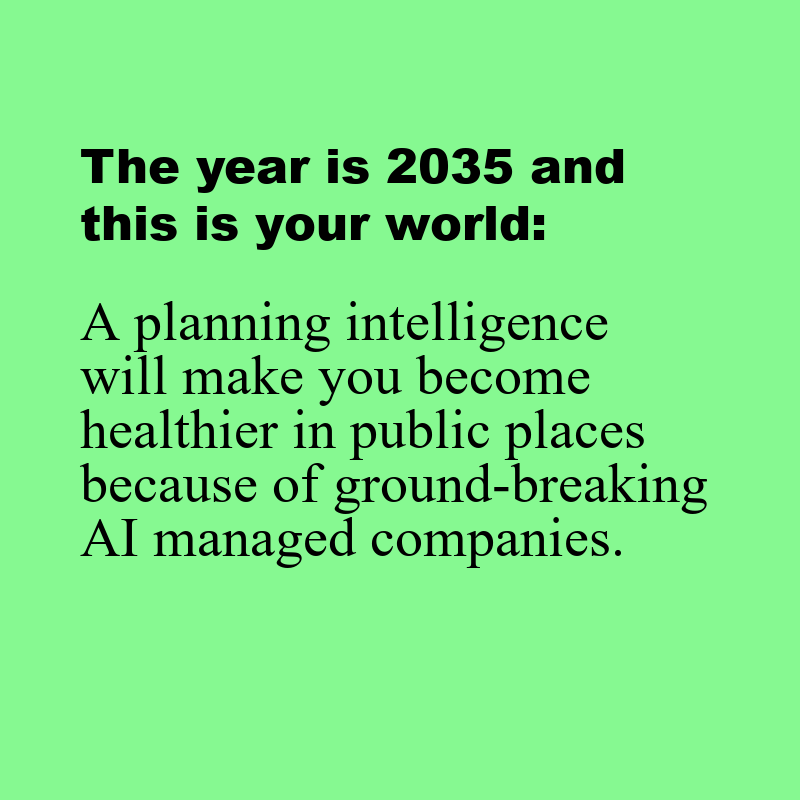 The year is 2035 and
this is your world:
A planning intelligence
will make you become
healthier in public places
because of ground-breaking
AI managed companies.